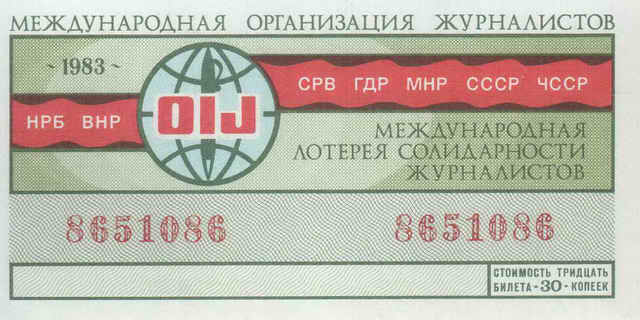 МЕЖДУНАРОДНАЯ ОРГАНИЗАЦИЯ ЖУРНАЛИСТОВ
~1983~
СРВ ГДР МНР СССР ЧССР
НРБ ВНР
OIJ
МЕЖДУНАРОДНАЯ
ЛОТЕРЕЯ СОЛИДАРНОСТИ
ЖУРНАЛИСТОВ
8651086 8651086
СТОИМОСТЬ ТРИДЦАТЬ
БИЛЕТА-30-КОПЕЕК